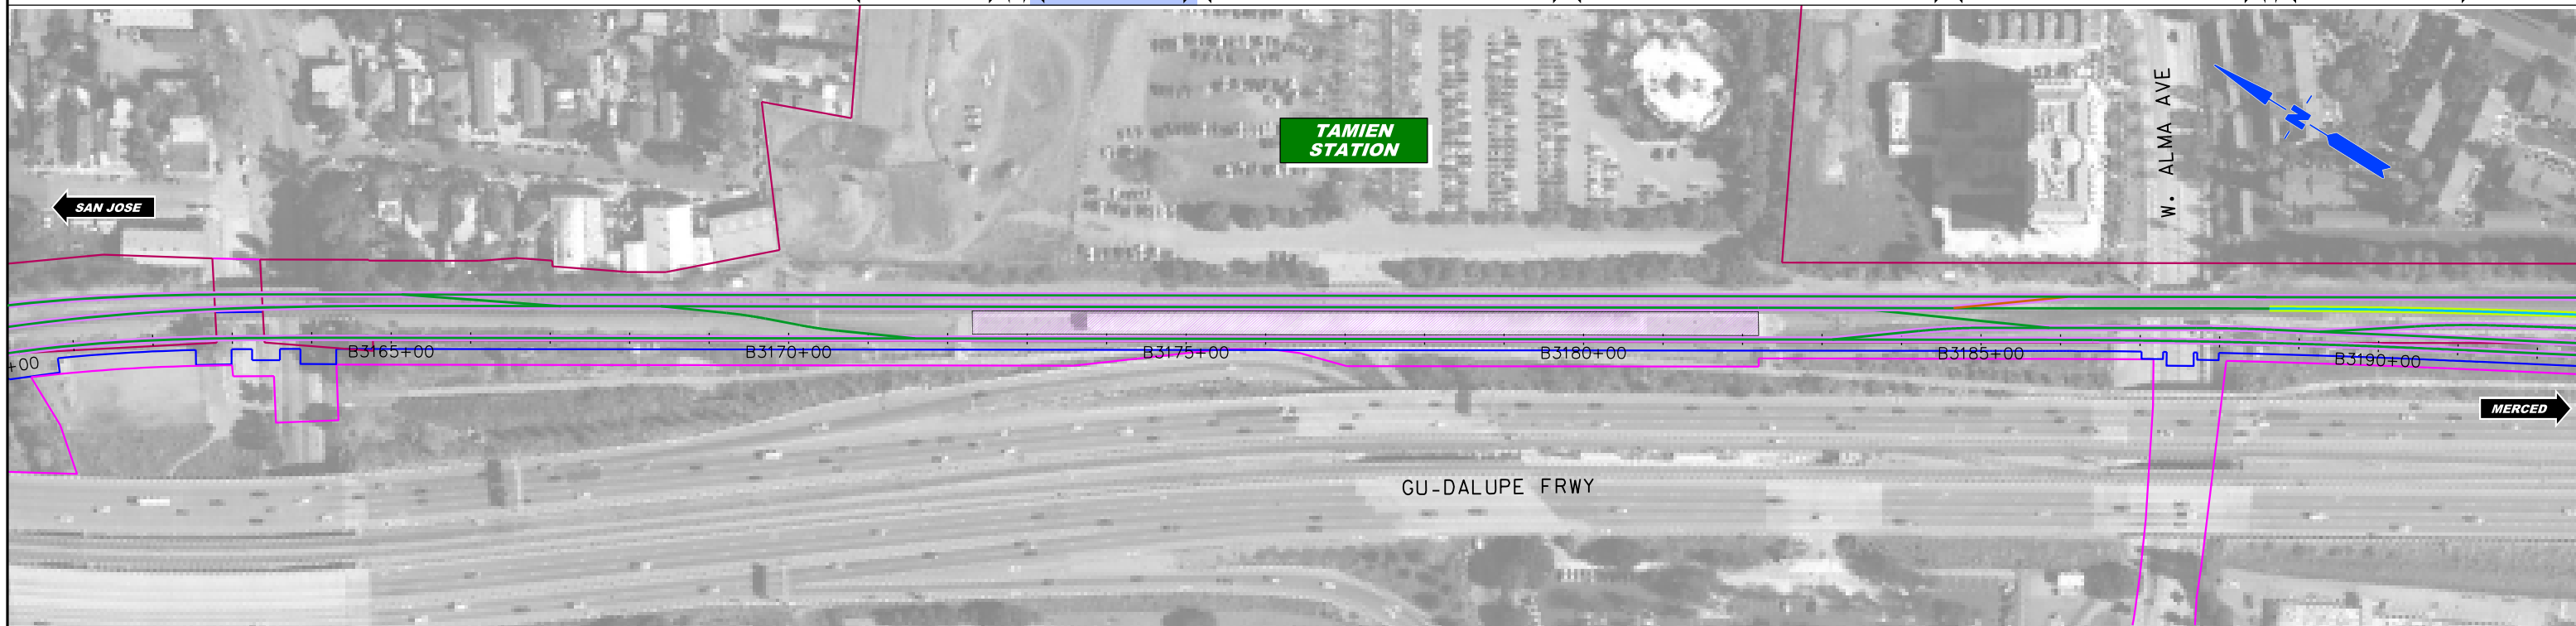 TAMIEN
STATION
W. ALMA AVE
N
SAN JOSE
+00
B3165+00
B3170+00
B3175+00
B3180+00
B3185+00
B3190+00
MERCED
GU-DALUPE FRWY